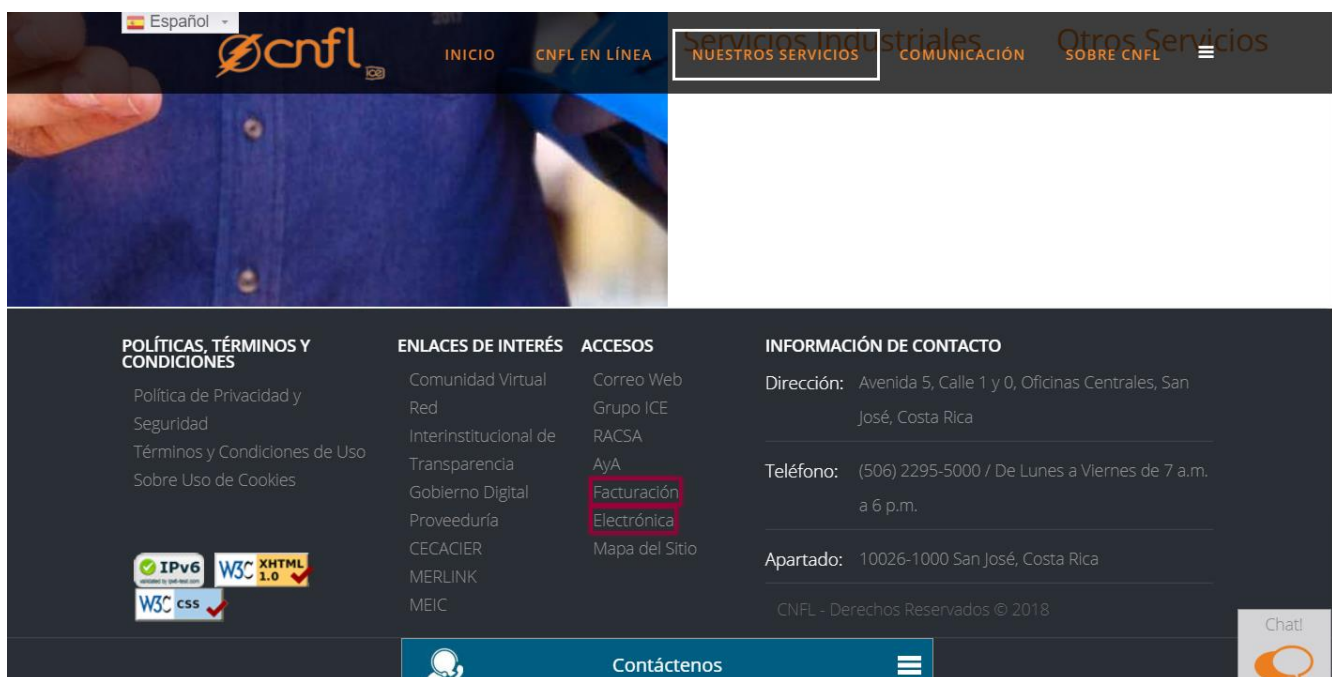 Español
2017
Servicios Industriales
Otros Servicios
cnfl
ice
INICIO
CNFL EN LÍNEA
NUESTROS SERVICIOS
COMUNICACIÓN
SOBRE CNFL
POLÍTICAS, TÉRMINOS Y
CONDICIONES
Política de Privacidad y
Seguridad
Términos y Condiciones de Uso
Sobre Uso de Cookies
IPv6
W3C XHTML
1.0
W3C css
ENLACES DE INTERÉS
Comunidad Virtual
Red
Interinstitucional de
Transparencia
Gobierno Digital
Proveeduría
CECACIER
MERLINK
MEIC
ACCESOS
Correo Web
Grupo ICE
RACSA
AyA
Facturación
Electrónica
Mapa del Sitio
INFORMACIÓN DE CONTACTO
Dirección: Avenida 5, Calle 1 y 0, Oficinas Centrales, San
José, Costa Rica
Teléfono: (506) 2295-5000 / De Lunes a Viernes de 7 a.m.
a 6 p.m.
Apartado: 10026-1000 San José, Costa Rica
CNFL - Derechos Reservados © 2018
Chat!
Contáctenos